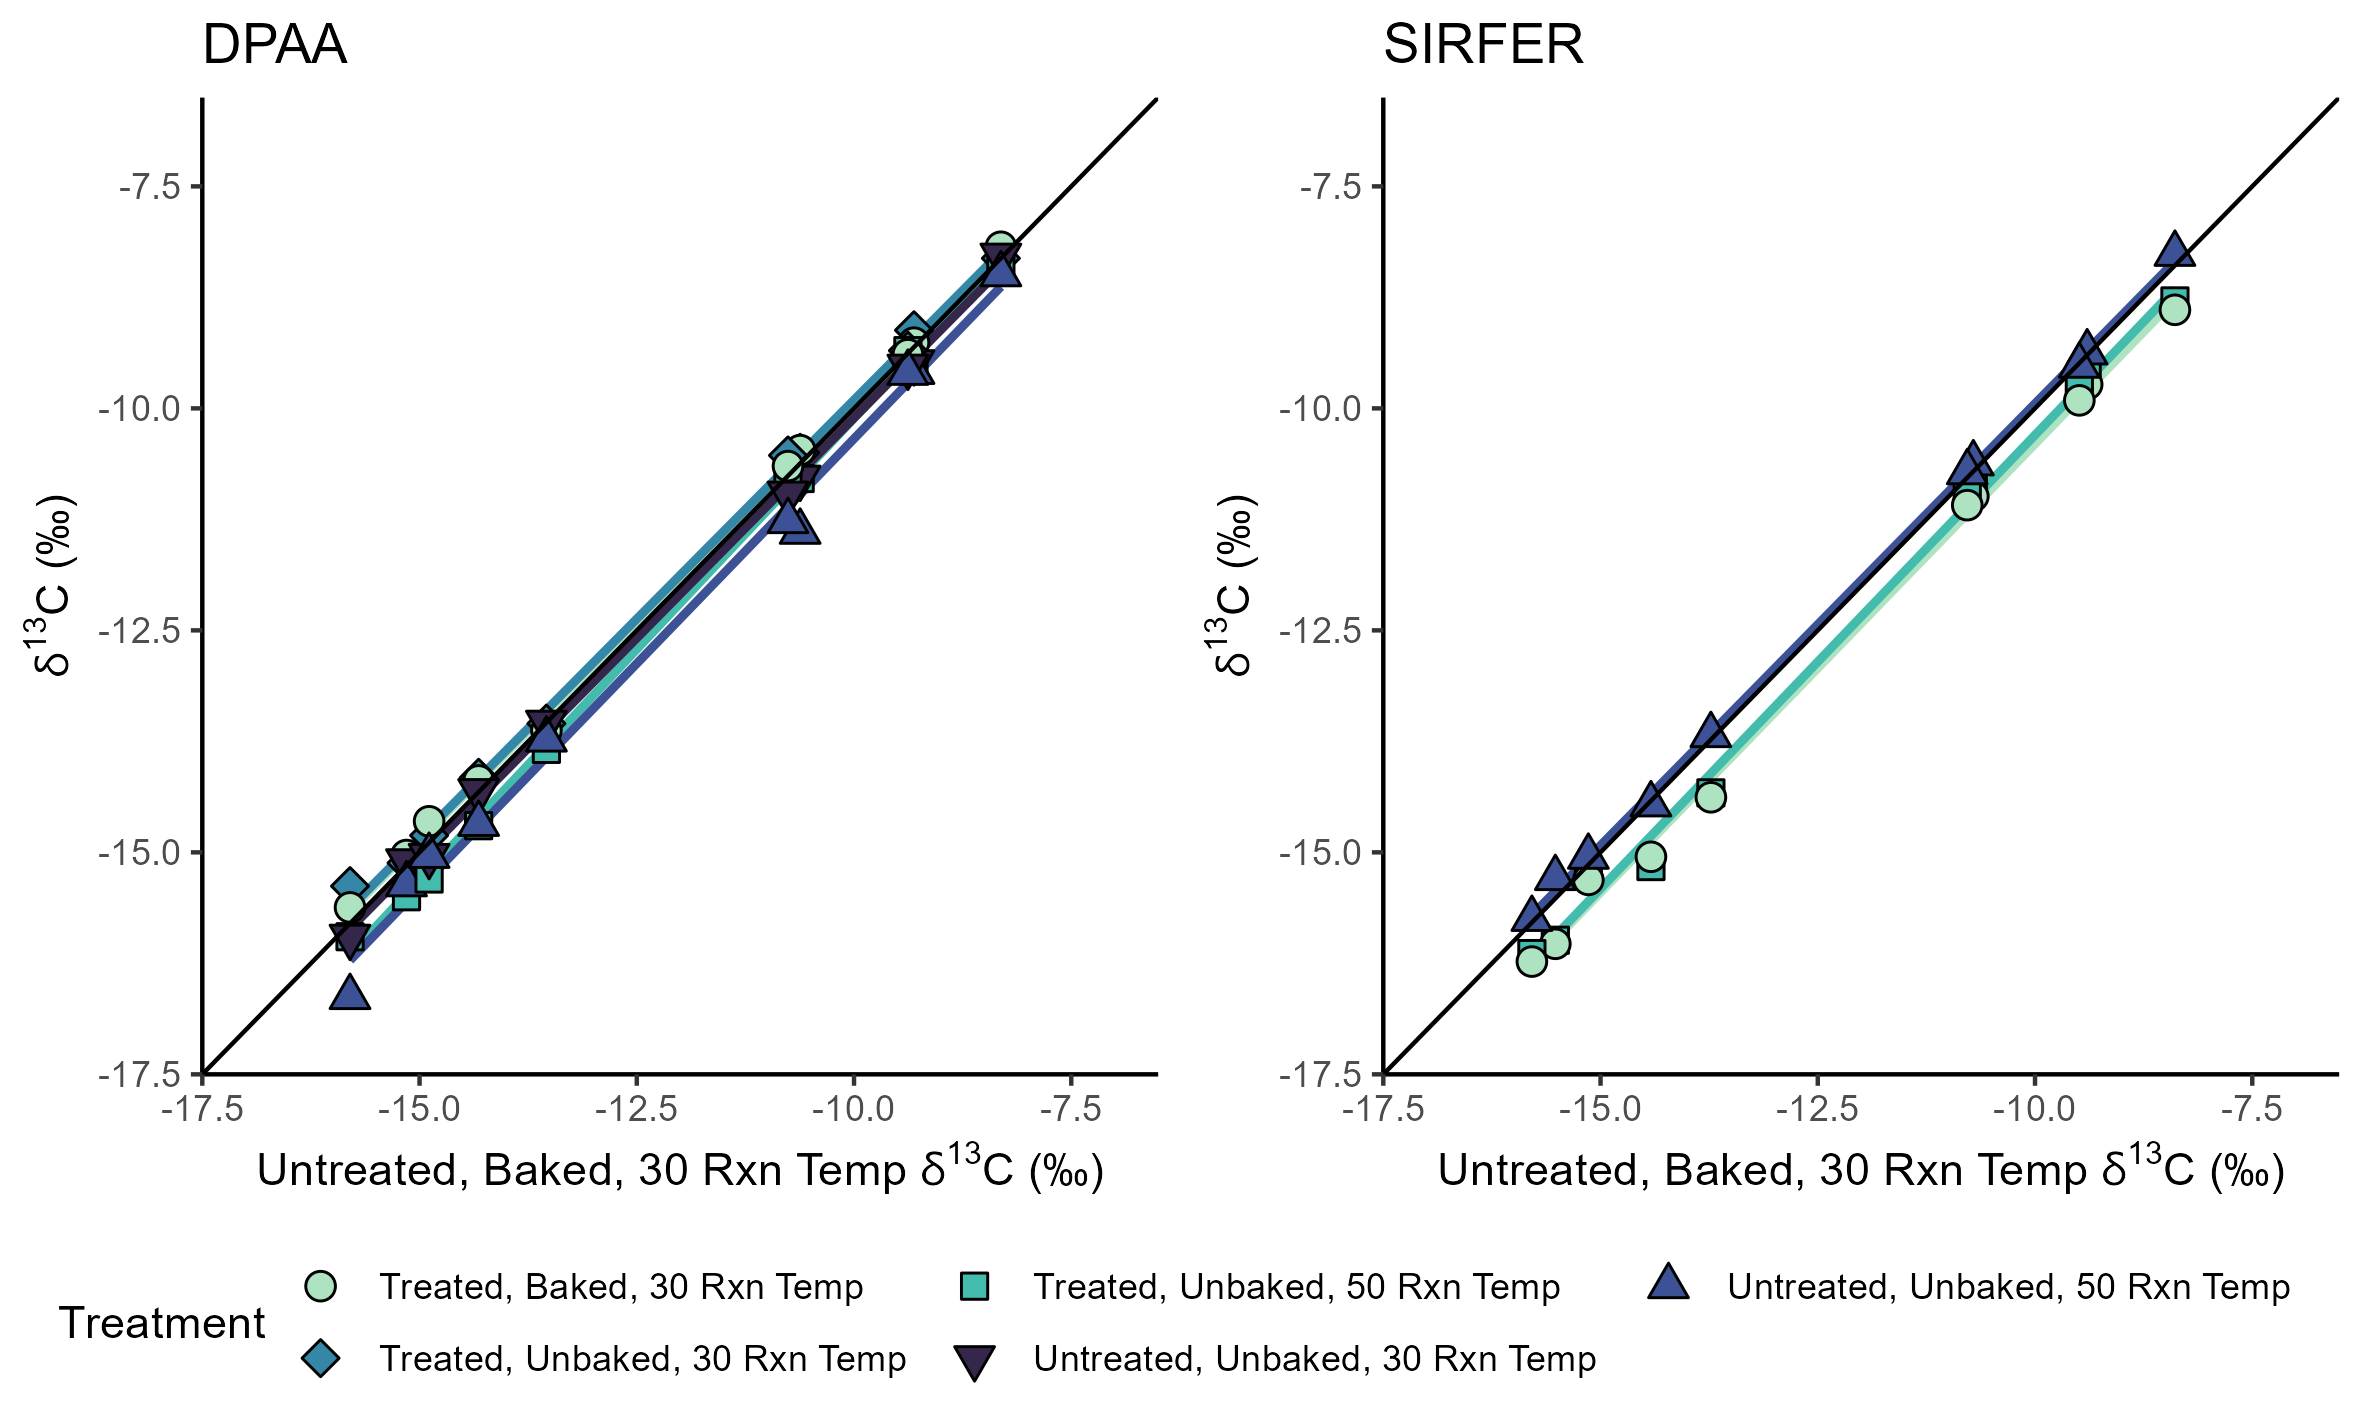 DPAA
SIRFER
-7.5
-10.0
-12.5
-15.0
-17.5
δ13C (‰)
-17.5 -15.0 -12.5 -10.0 -7.5
Untreated, Baked, 30 Rxn Temp δ13C (‰)
-7.5
-10.0
-12.5
-15.0
-17.5
δ13C (‰)
-17.5 -15.0 -12.5 -10.0 -7.5
Untreated, Baked, 30 Rxn Temp δ13C (‰)
Treatment
Treated, Baked, 30 Rxn Temp
Treated, Unbaked, 50 Rxn Temp
Untreated, Unbaked, 50 Rxn Temp
Treated, Unbaked, 30 Rxn Temp
Untreated, Unbaked, 30 Rxn Temp